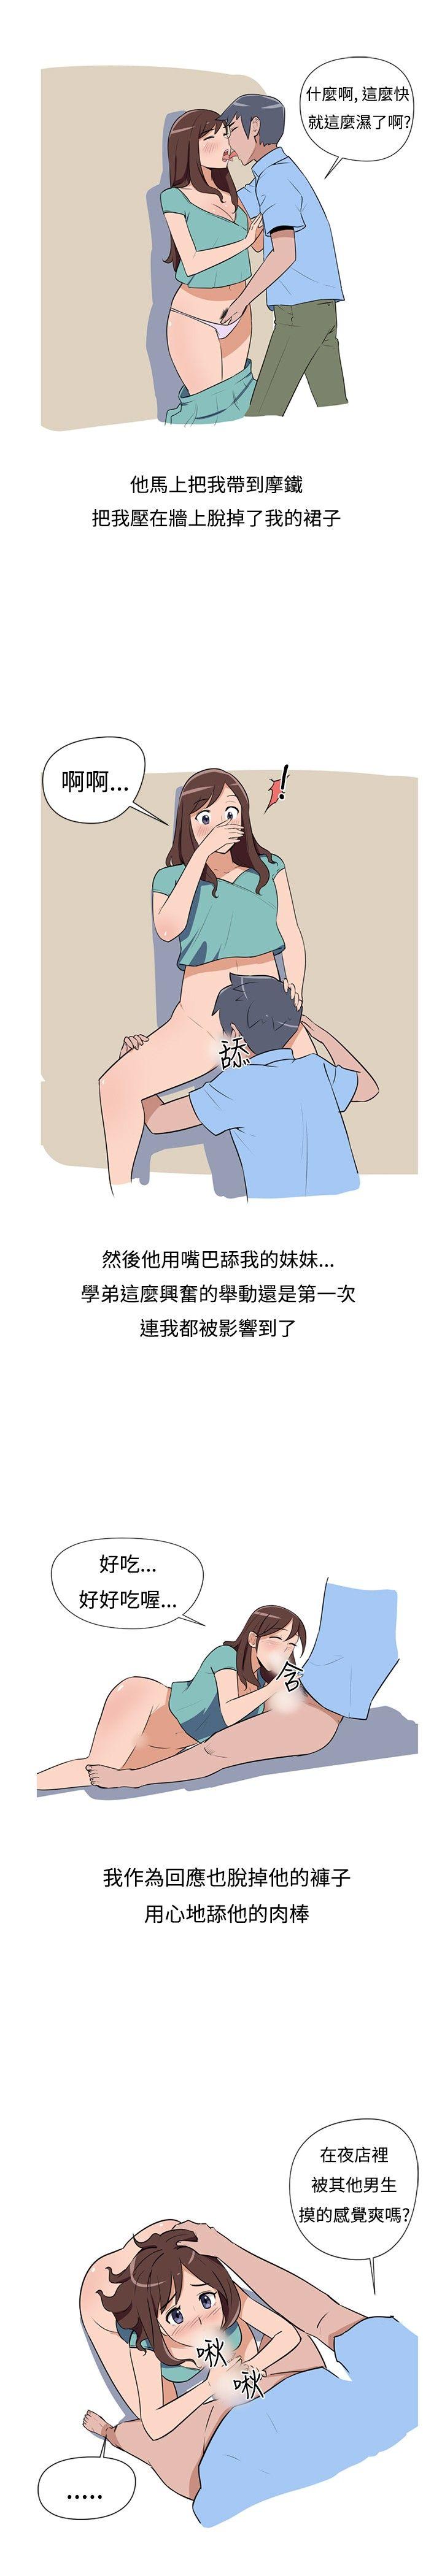 什麼啊, 這麼快
就這麼濕了啊?
他馬上把我帶到摩鐵
把我壓在牆上脫掉了我的裙子
啊啊...
!
舔
然後他用嘴巴舔我的妹妹...
學弟這麼興奮的舉動還是第一次
連我都被影響到了
好吃...
好好吃喔...
含
我作為回應也脫掉他的褲子
用心地舔他的肉棒
在夜店裡
被其他男生
摸的感覺爽嗎?
啾
啾
.....